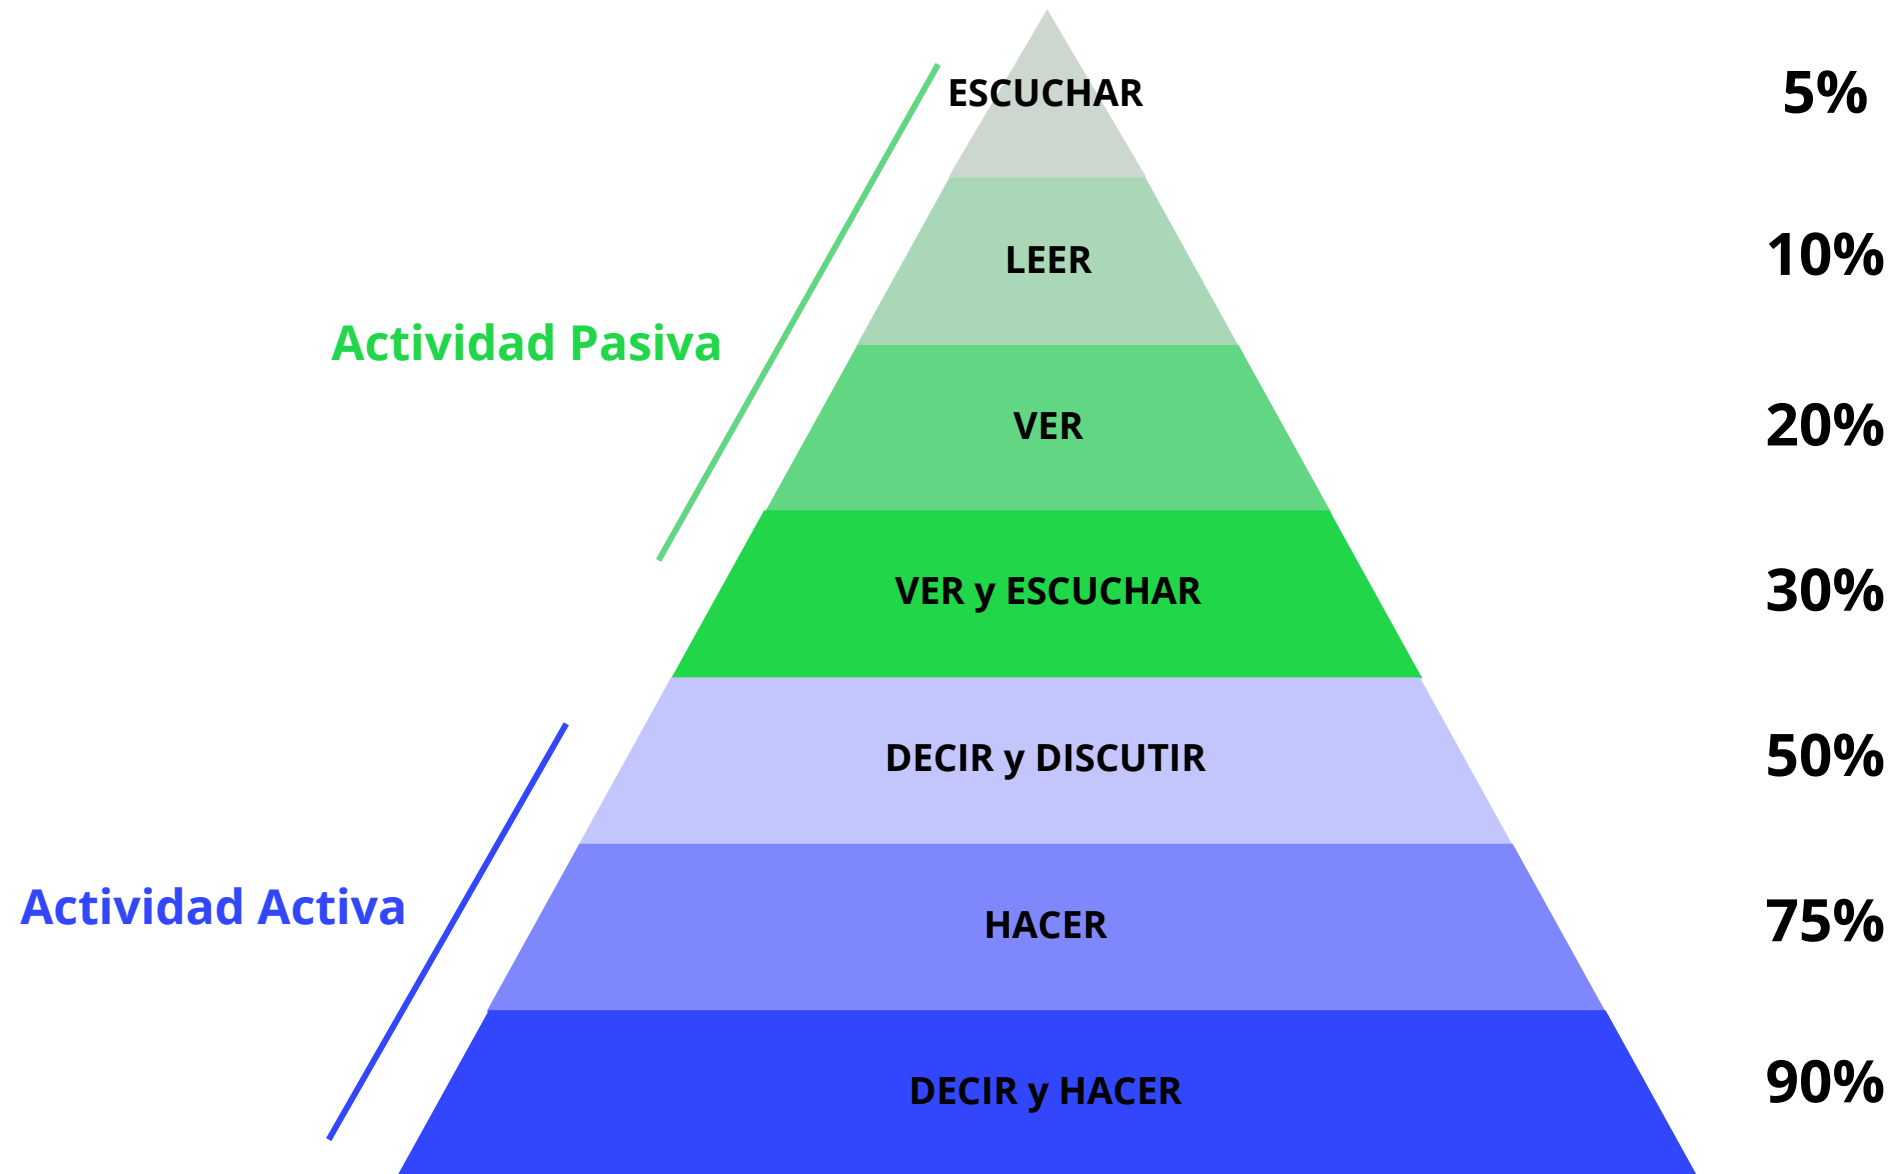 ESCUCHAR
5%
LEER
10%
Actividad Pasiva
VER
20%
VER y ESCUCHAR
30%
DECIR y DISCUTIR
50%
Actividad Activa
HACER
75%
DECIR y HACER
90%